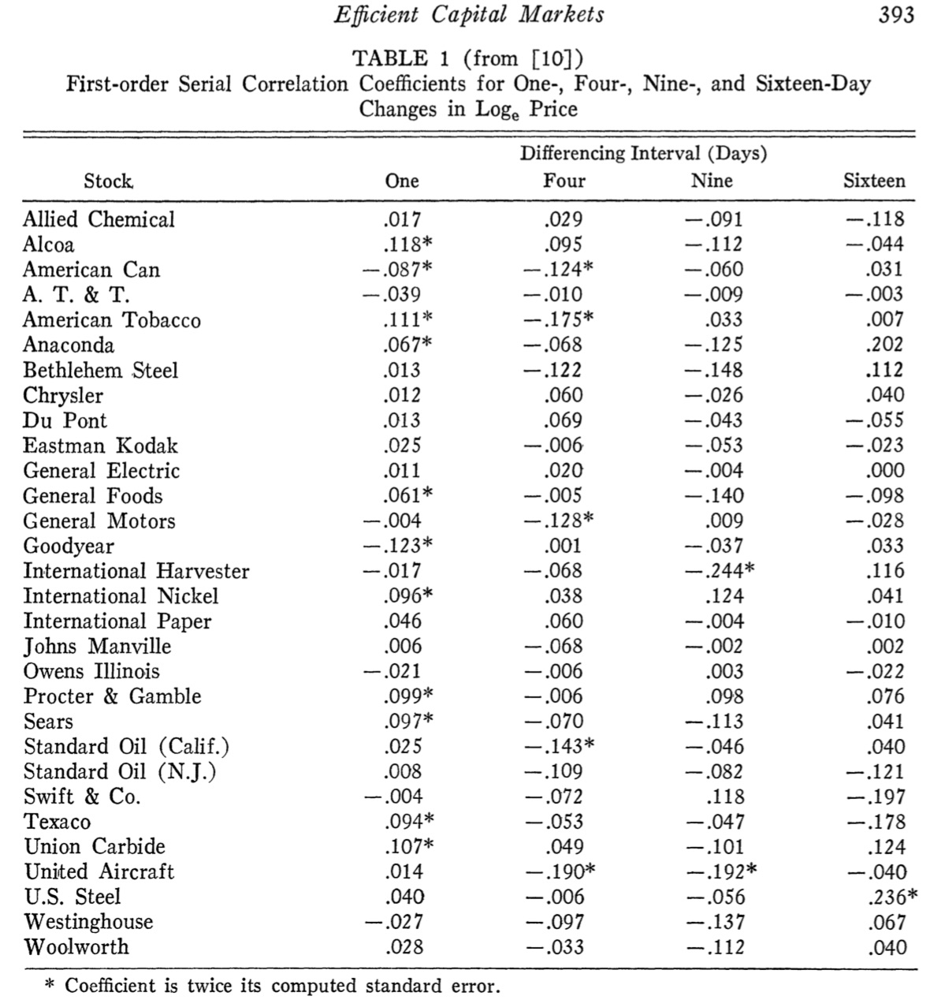 Efficient Capital Markets 393
TABLE 1 (from [10])
First-order Serial Correlation Coefficients for One-, Four-, Nine-, and Sixteen-Day
Changes in Logₑ Price
Differencing Interval (Days)
Stock One Four Nine Sixteen
Allied Chemical .017 .029 —.091 —.118
Alcoa .118* .095 —.112 —.044
American Can —.087* —.124* —.060 .031
A. T. & T. —.039 —.010 —.009 —.003
American Tobacco .111* —.175* .033 .007
Anaconda .067* —.068 —.125 .202
Bethlehem Steel .013 —.122 —.148 .112
Chrysler .012 .060 —.026 .040
Du Pont .013 .069 —.043 —.055
Eastman Kodak .025 —.006 —.053 —.023
General Electric .011 .020 —.004 .000
General Foods .061* —.005 —.140 —.098
General Motors —.004 —.128* .009 —.028
Goodyear —.123* .001 —.037 .033
International Harvester —.017 —.068 —.244* .116
International Nickel .096* .038 .124 .041
International Paper .046 .060 —.004 —.010
Johns Manville .006 —.068 —.002 .002
Owens Illinois —.021 —.006 .003 —.022
Procter & Gamble .099* —.006 .098 .076
Sears .097* —.070 —.113 .041
Standard Oil (Calif.) .025 —.143* —.046 .040
Standard Oil (N.J.) .008 —.109 —.082 —.121
Swift & Co. —.004 —.072 .118 —.197
Texaco .094* —.053 —.047 —.178
Union Carbide .107* .049 —.101 .124
United Aircraft .014 —.190* —.192* —.040
U.S. Steel .040 —.006 —.056 .236*
Westinghouse —.027 —.097 —.137 .067
Woolworth .028 —.033 —.112 .040
* Coefficient is twice its computed standard error.